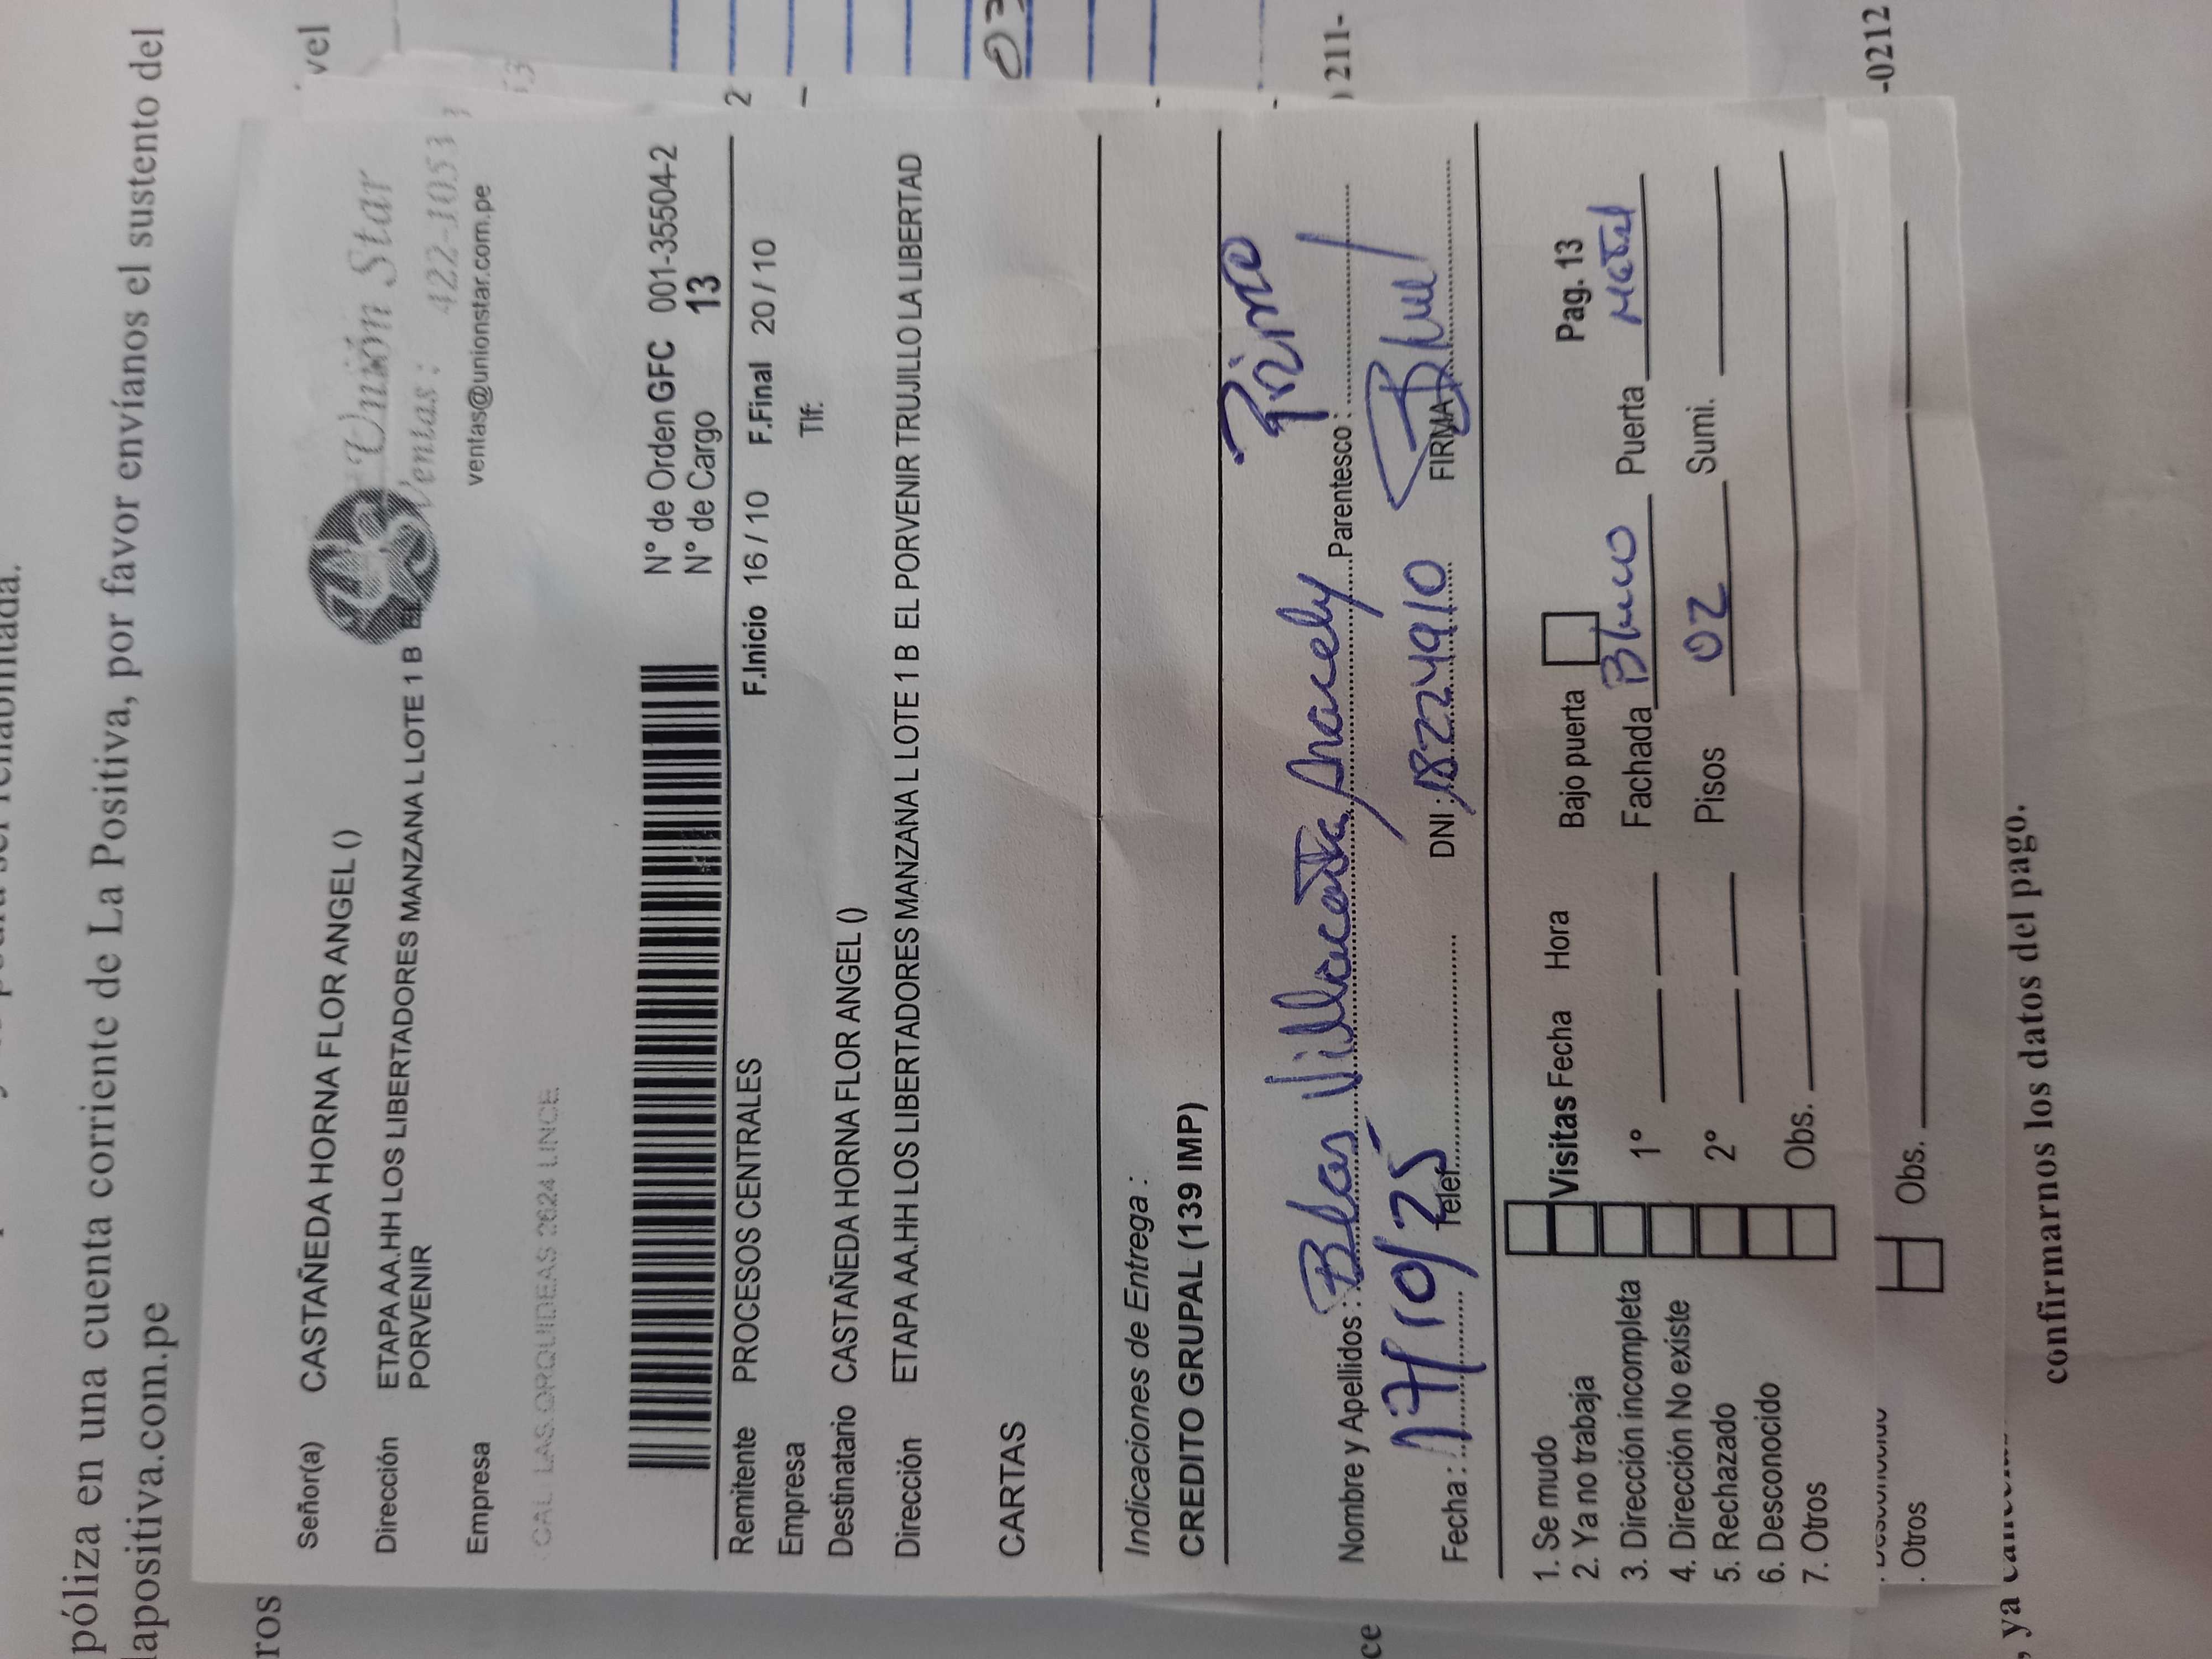 póliza en una cuenta corriente de La Positiva, por favor envíanos el sustento del
lapositiva.com.pe
ros
vel
Unión Star
Ventas: 422-1053
ventas@unionstar.com.pe
Señor(a) CASTAÑEDA HORNA FLOR ANGEL ()
Dirección ETAPA AA.HH LOS LIBERTADORES MANZANA L LOTE 1 B EL
PORVENIR
Empresa
CAL. LAS ORQUIDEAS 2624 LINCE
N° de Orden GFC 001-35504-2
N° de Cargo 13
Remitente PROCESOS CENTRALES F.Inicio 16 / 10 F.Final 20 / 10
Empresa Tlf:
Destinatario CASTAÑEDA HORNA FLOR ANGEL ()
Dirección ETAPA AA.HH LOS LIBERTADORES MANZANA L LOTE 1 B EL PORVENIR TRUJILLO LA LIBERTAD
CARTAS
Indicaciones de Entrega :
CREDITO GRUPAL (139 IMP)
Nombre y Apellidos : Blas Villacorta Aracely Parentesco : Primo
Fecha : 17/10/25 Telef. DNI : 18224910 FIRMA
1. Se mudo
2. Ya no trabaja
3. Dirección incompleta
4. Dirección No existe
5. Rechazado
6. Desconocido
7. Otros
Visitas Fecha Hora Bajo puerta Pag. 13
1° Fachada Blanco Puerta Metal
2° Pisos 02 Sumi.
Obs.
. Otros Obs.
) 211-
-0212
ce
confirmarnos los datos del pago.